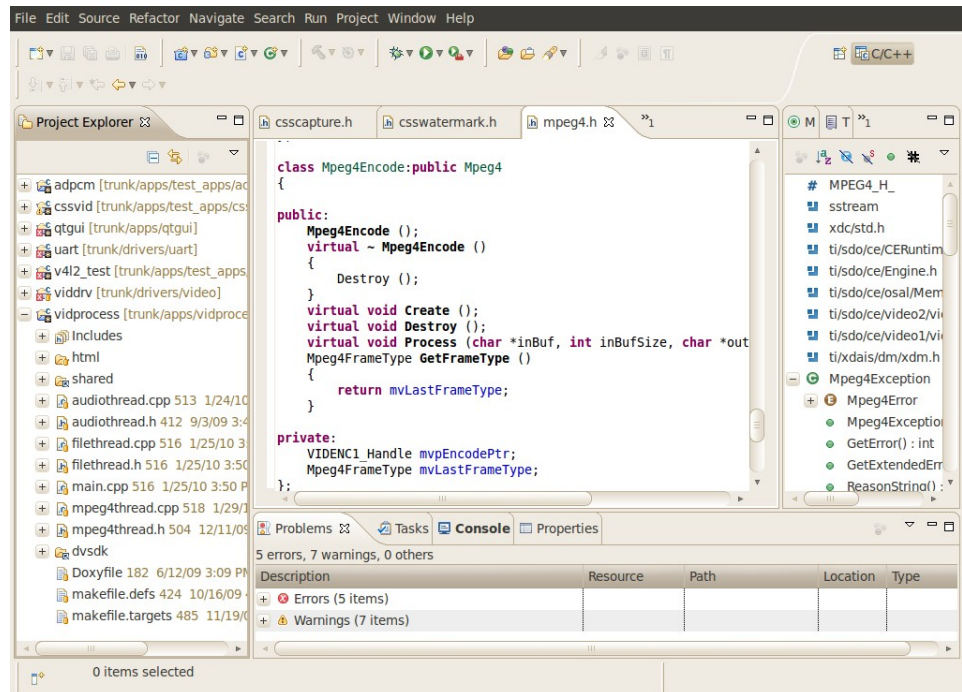 File Edit Source Refactor Navigate Search Run Project Window Help
C/C++
Project Explorer
adpcm [trunk/apps/test_apps/ad
cssvid [trunk/apps/test_apps/css
qtgui [trunk/apps/qtgui]
uart [trunk/drivers/uart]
v4l2_test [trunk/apps/test_apps,
viddrv [trunk/drivers/video]
vidprocess [trunk/apps/vidproce
Includes
html
shared
audiothread.cpp 513 1/24/10
audiothread.h 412 9/3/09 3:4
filethread.cpp 516 1/25/10 3:
filethread.h 516 1/25/10 3:50
main.cpp 516 1/25/10 3:50 P
mpeg4thread.cpp 518 1/29/1
mpeg4thread.h 504 12/11/09
dvsdk
Doxyfile 182 6/12/09 3:09 PM
makefile.defs 424 10/16/09
makefile.targets 485 11/19/0
csscapture.h
csswatermark.h
mpeg4.h
»1
};
class Mpeg4Encode:public Mpeg4
{
public:
Mpeg4Encode ();
virtual ~ Mpeg4Encode ()
{
Destroy ();
}
virtual void Create ();
virtual void Destroy ();
virtual void Process (char *inBuf, int inBufSize, char *out
Mpeg4FrameType GetFrameType ()
{
return mvLastFrameType;
}
private:
VIDENC1_Handle mvpEncodePtr;
Mpeg4FrameType mvLastFrameType;
};
M
T
»1
# MPEG4_H_
sstream
xdc/std.h
ti/sdo/ce/CERuntim
ti/sdo/ce/Engine.h
ti/sdo/ce/osal/Mem
ti/sdo/ce/video2/vi
ti/sdo/ce/video1/vi
ti/xdais/dm/xdm.h
Mpeg4Exception
Mpeg4Error
Mpeg4Exception
GetError() : int
GetExtendedErr
ReasonString() :
Problems
Tasks
Console
Properties
5 errors, 7 warnings, 0 others
Description Resource Path Location Type
Errors (5 items)
Warnings (7 items)
0 items selected